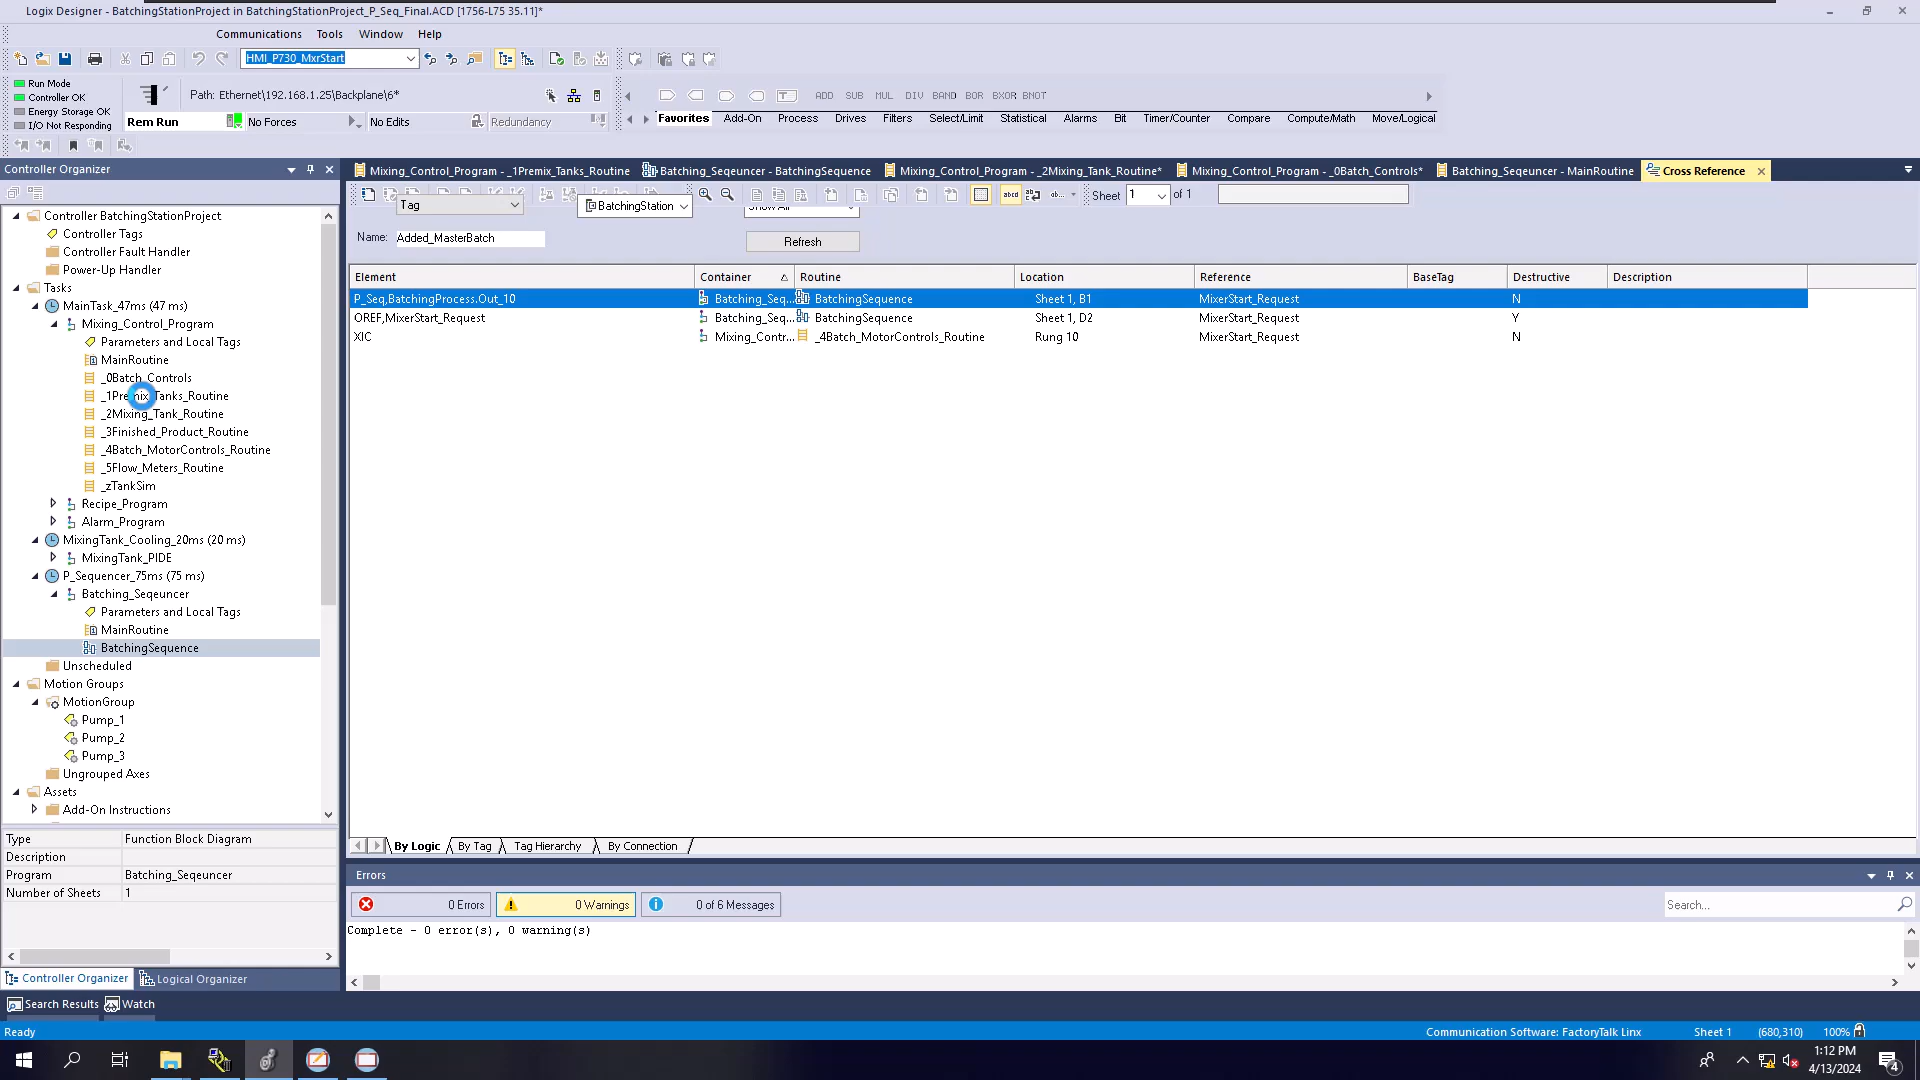 Logix Designer - BatchingStationProject in BatchingStationProject_P_Seq_Final.ACD [1756-L75 35.11]*
Communications Tools Window Help
HMI_P730_MxrStart
Run Mode
Controller OK
Energy Storage OK
I/O Not Responding
Path: Ethernet\192.168.1.25\Backplane\6*
Rem Run No Forces No Edits Redundancy
ADD SUB MUL DIV BAND BOR BXOR BNOT
Favorites Add-On Process Drives Filters Select/Limit Statistical Alarms Bit Timer/Counter Compare Compute/Math Move/Logical
Controller Organizer
Mixing_Control_Program - _1Premix_Tanks_Routine Batching_Seqeuncer - BatchingSequence Mixing_Control_Program - _2Mixing_Tank_Routine* Mixing_Control_Program - _0Batch_Controls* Batching_Seqeuncer - MainRoutine Cross Reference
Tag BatchingStation Show All Sheet 1 of 1
Name: Added_MasterBatch Refresh
Element Container Routine Location Reference BaseTag Destructive Description
P_Seq,BatchingProcess.Out_10 Batching_Seq... BatchingSequence Sheet 1, B1 MixerStart_Request N
OREF,MixerStart_Request Batching_Seq... BatchingSequence Sheet 1, D2 MixerStart_Request Y
XIC Mixing_Contr... _4Batch_MotorControls_Routine Rung 10 MixerStart_Request N
Controller BatchingStationProject
Controller Tags
Controller Fault Handler
Power-Up Handler
Tasks
MainTask_47ms (47 ms)
Mixing_Control_Program
Parameters and Local Tags
MainRoutine
_0Batch_Controls
_1Premix_Tanks_Routine
_2Mixing_Tank_Routine
_3Finished_Product_Routine
_4Batch_MotorControls_Routine
_5Flow_Meters_Routine
_zTankSim
Recipe_Program
Alarm_Program
MixingTank_Cooling_20ms (20 ms)
MixingTank_PIDE
P_Sequencer_75ms (75 ms)
Batching_Seqeuncer
Parameters and Local Tags
MainRoutine
BatchingSequence
Unscheduled
Motion Groups
MotionGroup
Pump_1
Pump_2
Pump_3
Ungrouped Axes
Assets
Add-On Instructions
Type Function Block Diagram
Description
Program Batching_Seqeuncer
Number of Sheets 1
Controller Organizer Logical Organizer
By Logic By Tag Tag Hierarchy By Connection
Errors
0 Errors 0 Warnings 0 of 6 Messages Search...
Complete - 0 error(s), 0 warning(s)
Search Results Watch
Ready Communication Software: FactoryTalk Linx Sheet 1 (680,310) 100%
1:12 PM
4/13/2024
4